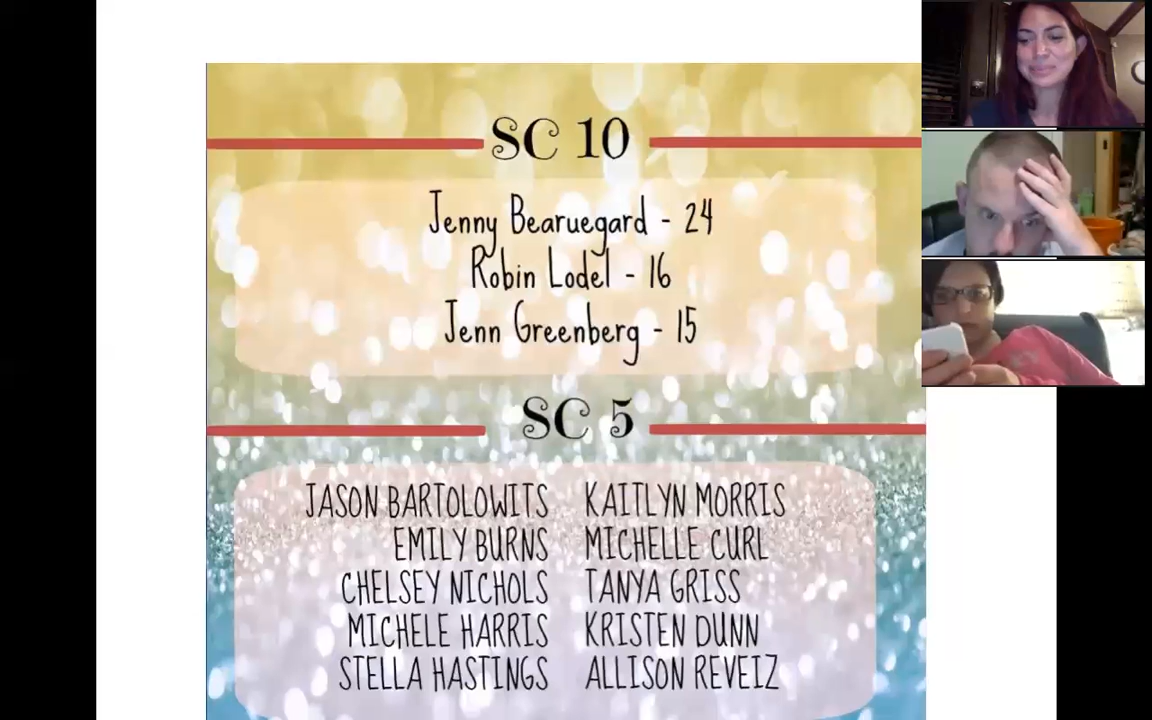 SC 10
Jenny Bearuegard - 24
Robin Lodel - 16
Jenn Greenberg - 15
SC 5
JASON BARTOLOWITS KAITLYN MORRIS
EMILY BURNS MICHELLE CURL
CHELSEY NICHOLS TANYA GRISS
MICHELE HARRIS KRISTEN DUNN
STELLA HASTINGS ALLISON REVEIZ